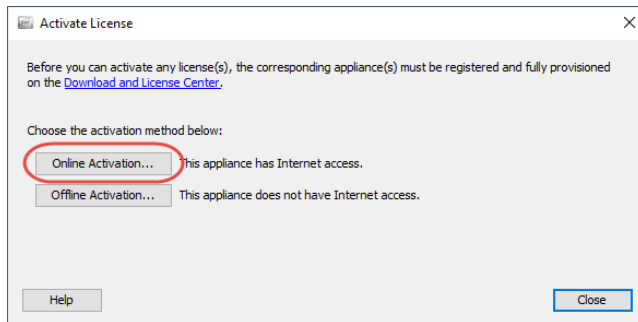 Activate License
Before you can activate any license(s), the corresponding appliance(s) must be registered and fully provisioned
on the Download and License Center.
Choose the activation method below:
Online Activation... This appliance has Internet access.
Offline Activation... This appliance does not have Internet access.
Help Close